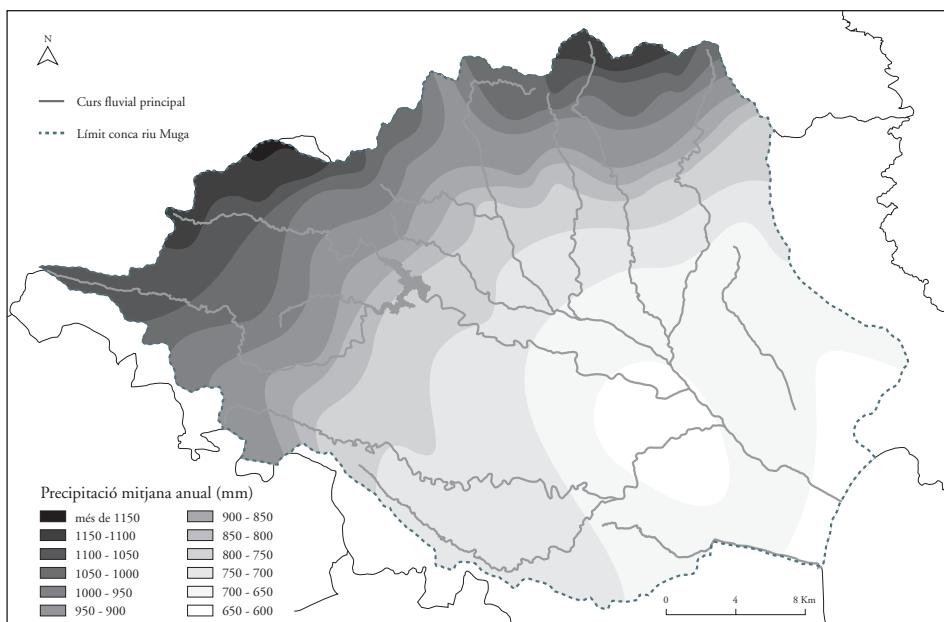 N
Curs fluvial principal
Límit conca riu Muga
Precipitació mitjana anual (mm)
més de 1150
1150 -1100
1100 - 1050
1050 - 1000
1000 - 950
950 - 900
900 - 850
850 - 800
800 - 750
750 - 700
700 - 650
650 - 600
0 4 8 Km